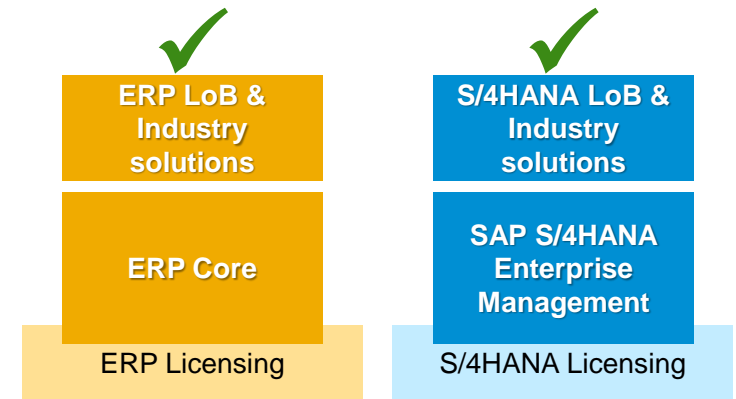 ERP LoB &
Industry
solutions
ERP Core
ERP Licensing
S/4HANA LoB &
Industry
solutions
SAP S/4HANA
Enterprise
Management
S/4HANA Licensing